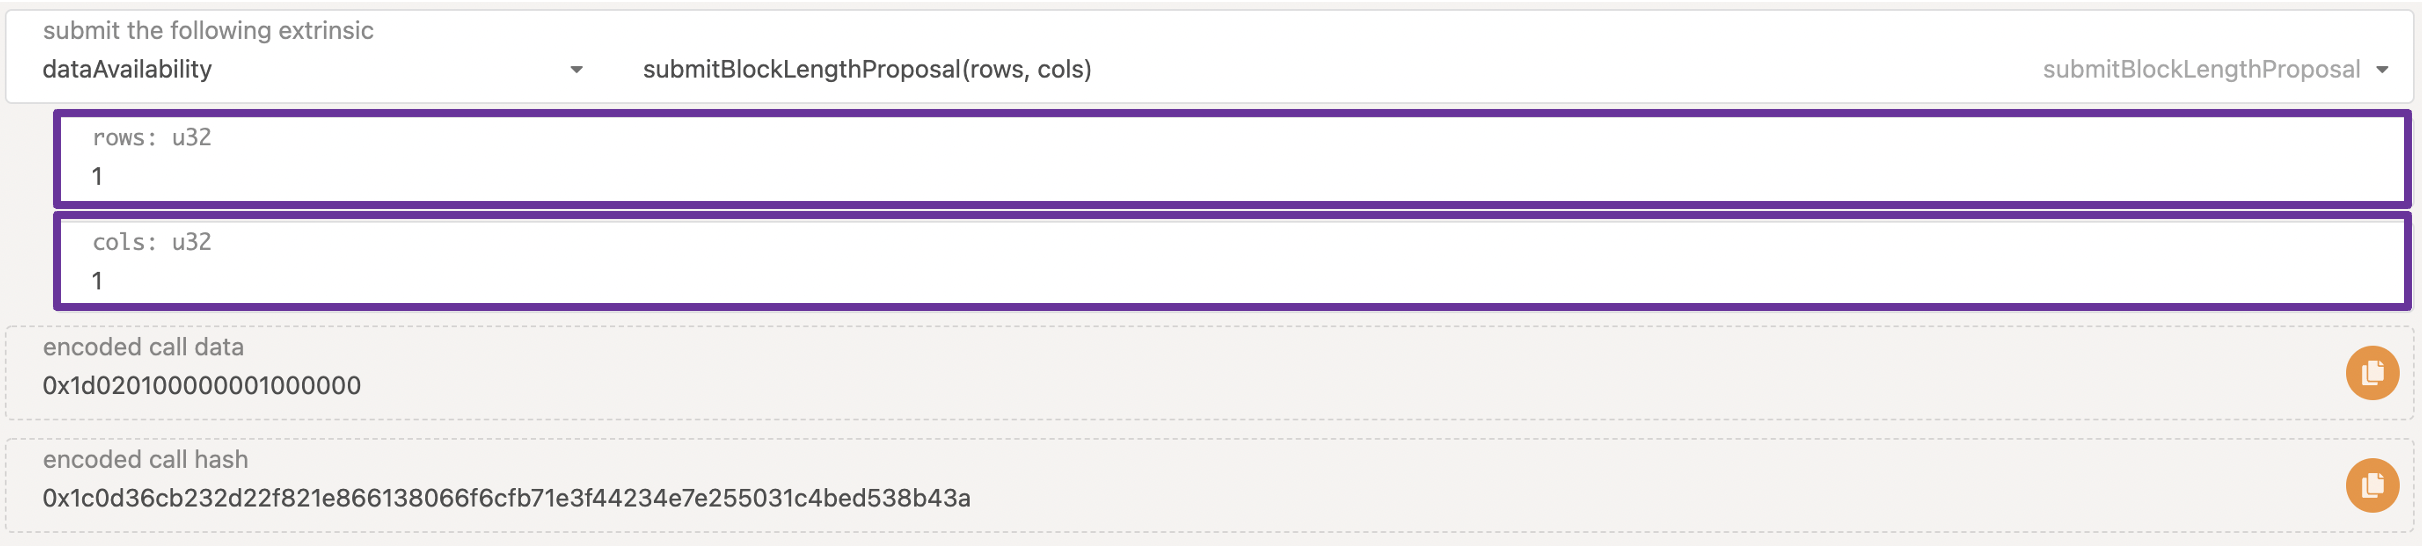 submit the following extrinsic
dataAvailability submitBlockLengthProposal(rows, cols) submitBlockLengthProposal
rows: u32
1
cols: u32
1
encoded call data
0x1d020100000001000000
encoded call hash
0x1c0d36cb232d22f821e866138066f6cfb71e3f44234e7e255031c4bed538b43a